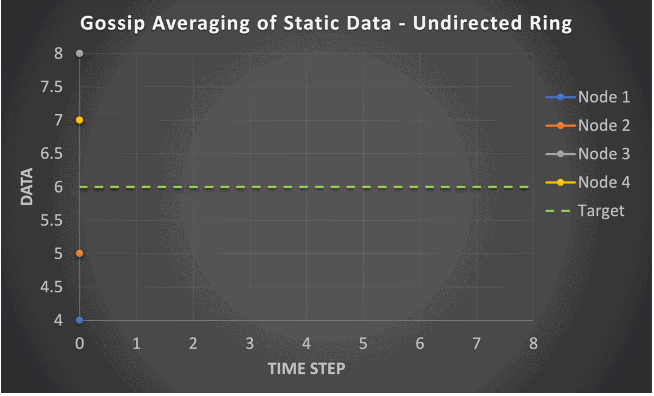 Gossip Averaging of Static Data - Undirected Ring
8
7.5
7
6.5
6
5.5
5
4.5
4
DATA
0 1 2 3 4 5 6 7 8
TIME STEP
Node 1
Node 2
Node 3
Node 4
Target